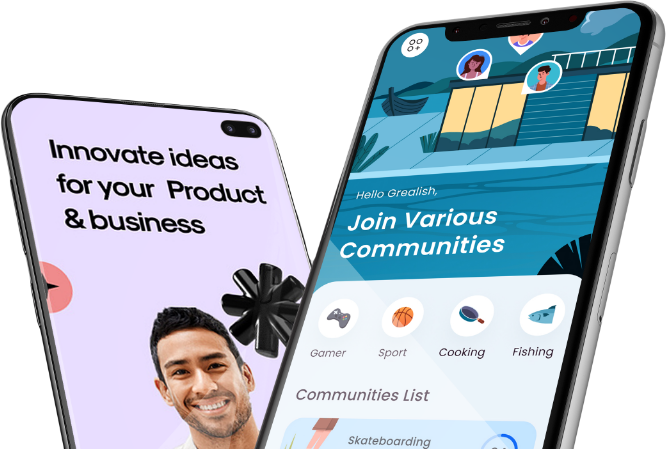 Innovate ideas
for your Product
& business
Hello Grealish,
Join Various
Communities
Gamer
Sport
Cooking
Fishing
Communities List
Skateboarding